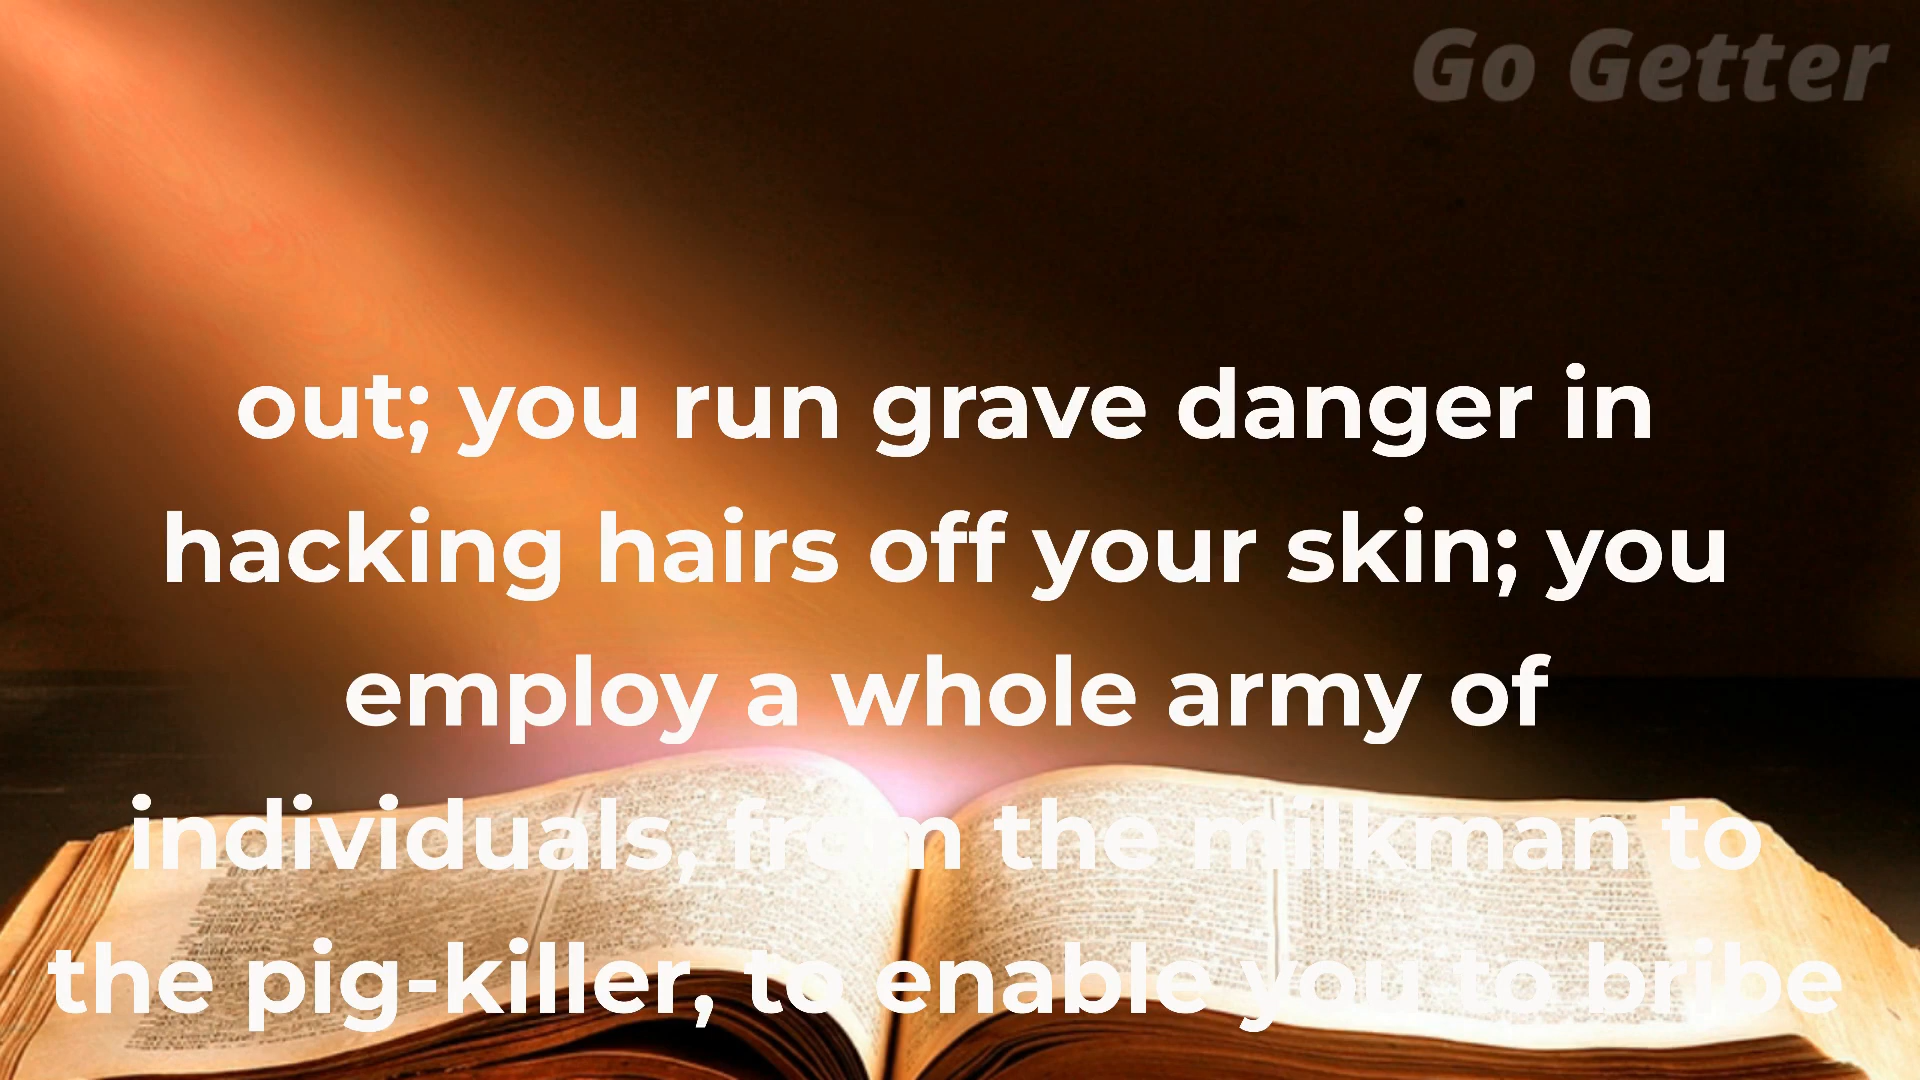 Go Getter
out; you run grave danger in
hacking hairs off your skin; you
employ a whole army of
individuals, from the milkman to
the pig-killer, to enable you to bribe